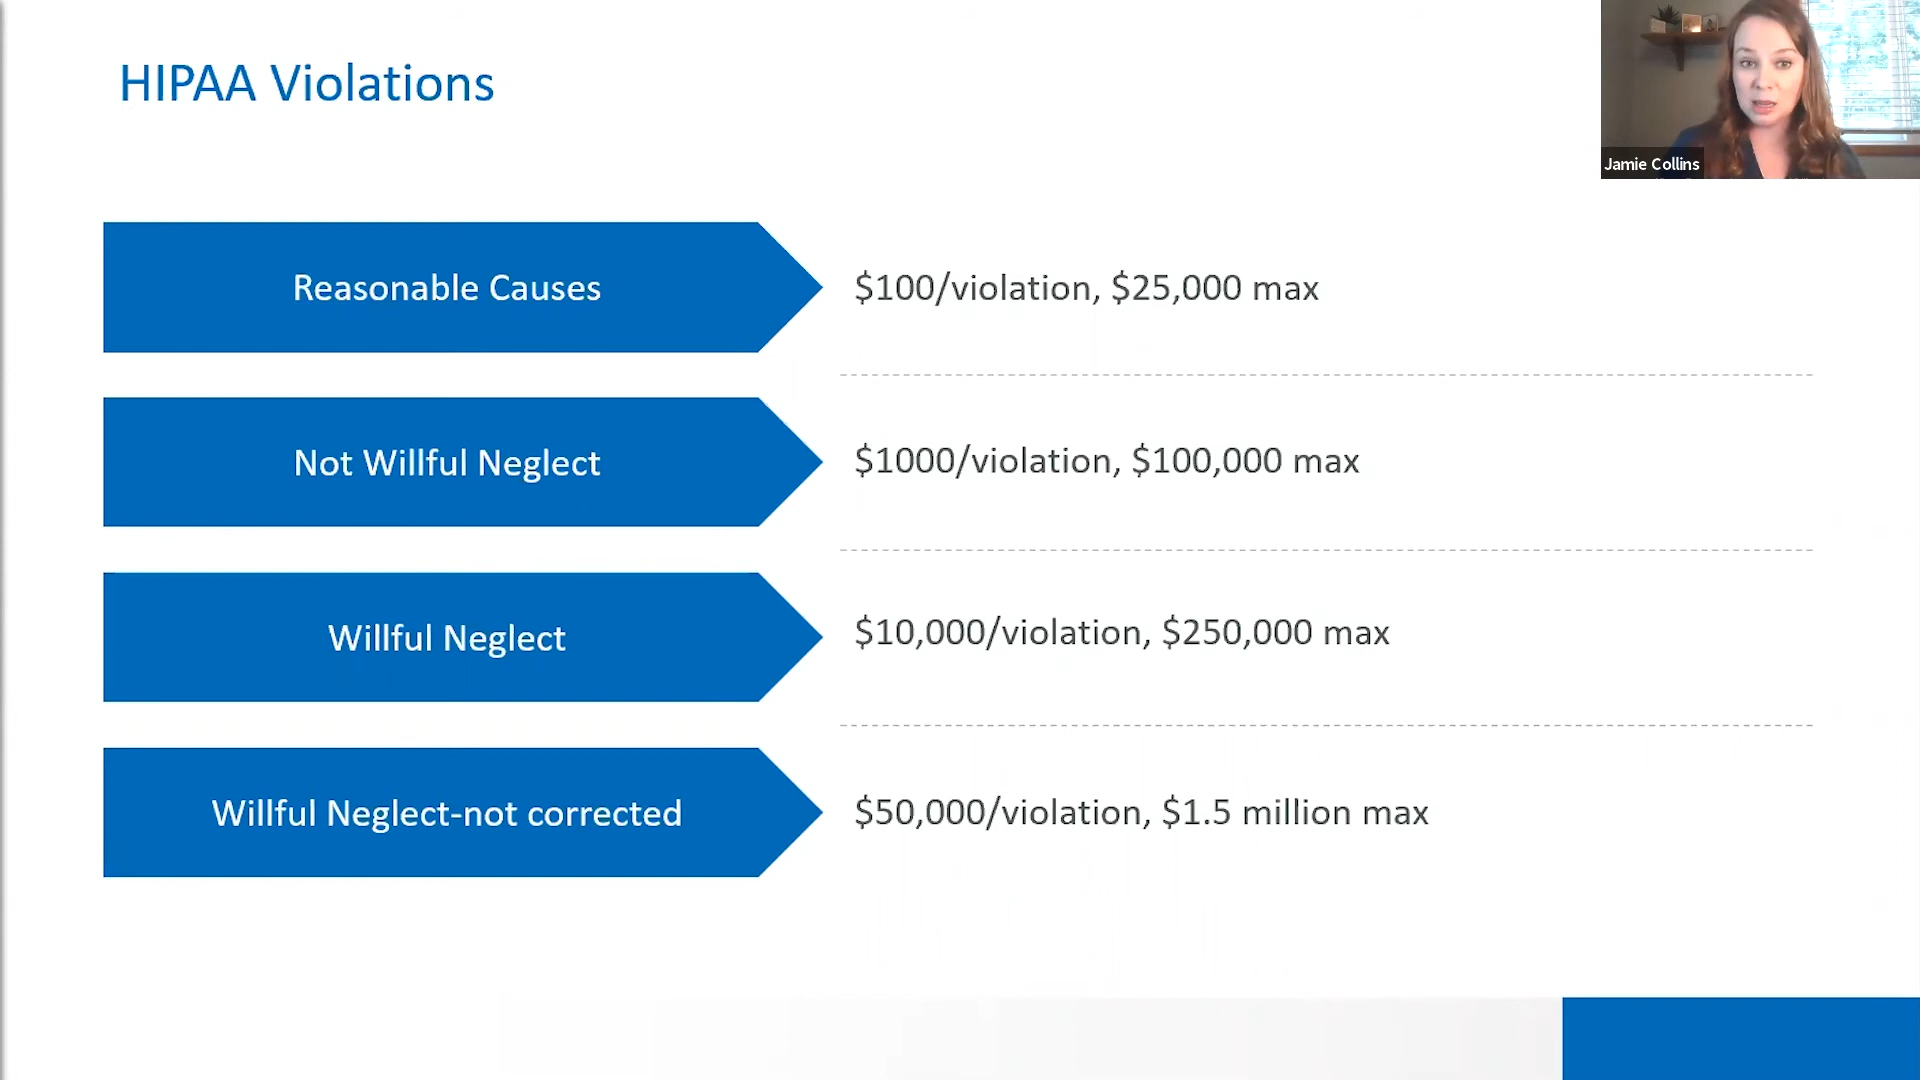 HIPAA Violations
Jamie Collins
Reasonable Causes
$100/violation, $25,000 max
Not Willful Neglect
$1000/violation, $100,000 max
Willful Neglect
$10,000/violation, $250,000 max
Willful Neglect-not corrected
$50,000/violation, $1.5 million max